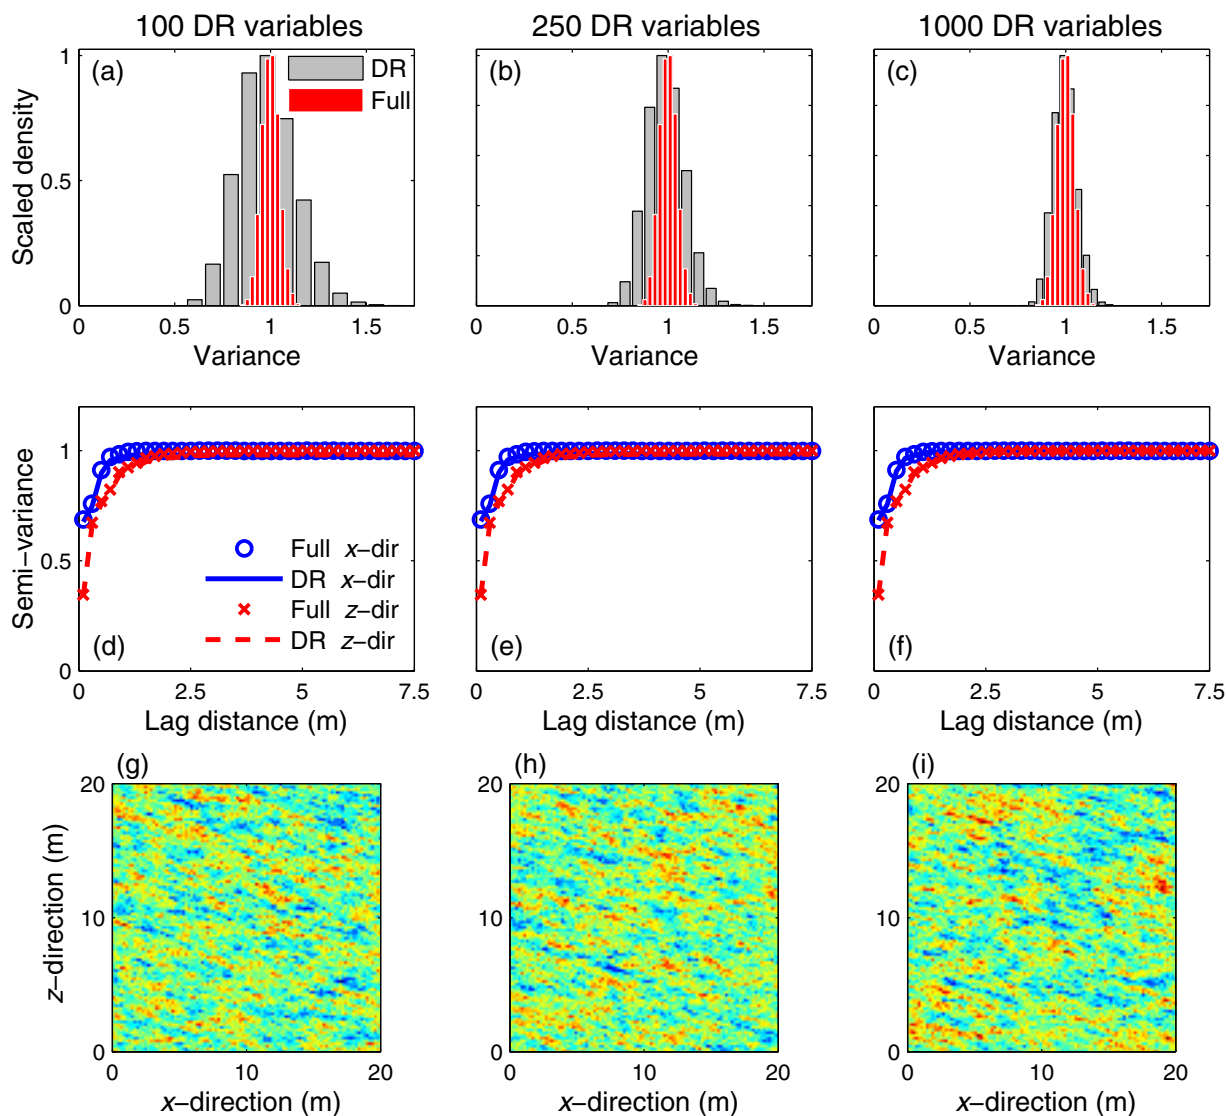 100 DR variables
250 DR variables
1000 DR variables
(a)
(b)
(c)
DR
Full
Scaled density
1
0.5
0
0
0.5
1
1.5
0
0.5
1
1.5
0
0.5
1
1.5
Variance
Variance
Variance
Semi−variance
1
0.5
0
Full x−dir
DR x−dir
Full z−dir
DR z−dir
(d)
(e)
(f)
0
2.5
5
7.5
0
2.5
5
7.5
0
2.5
5
7.5
Lag distance (m)
Lag distance (m)
Lag distance (m)
(g)
(h)
(i)
z−direction (m)
20
10
0
20
10
0
20
10
0
0
10
20
0
10
20
0
10
20
x−direction (m)
x−direction (m)
x−direction (m)